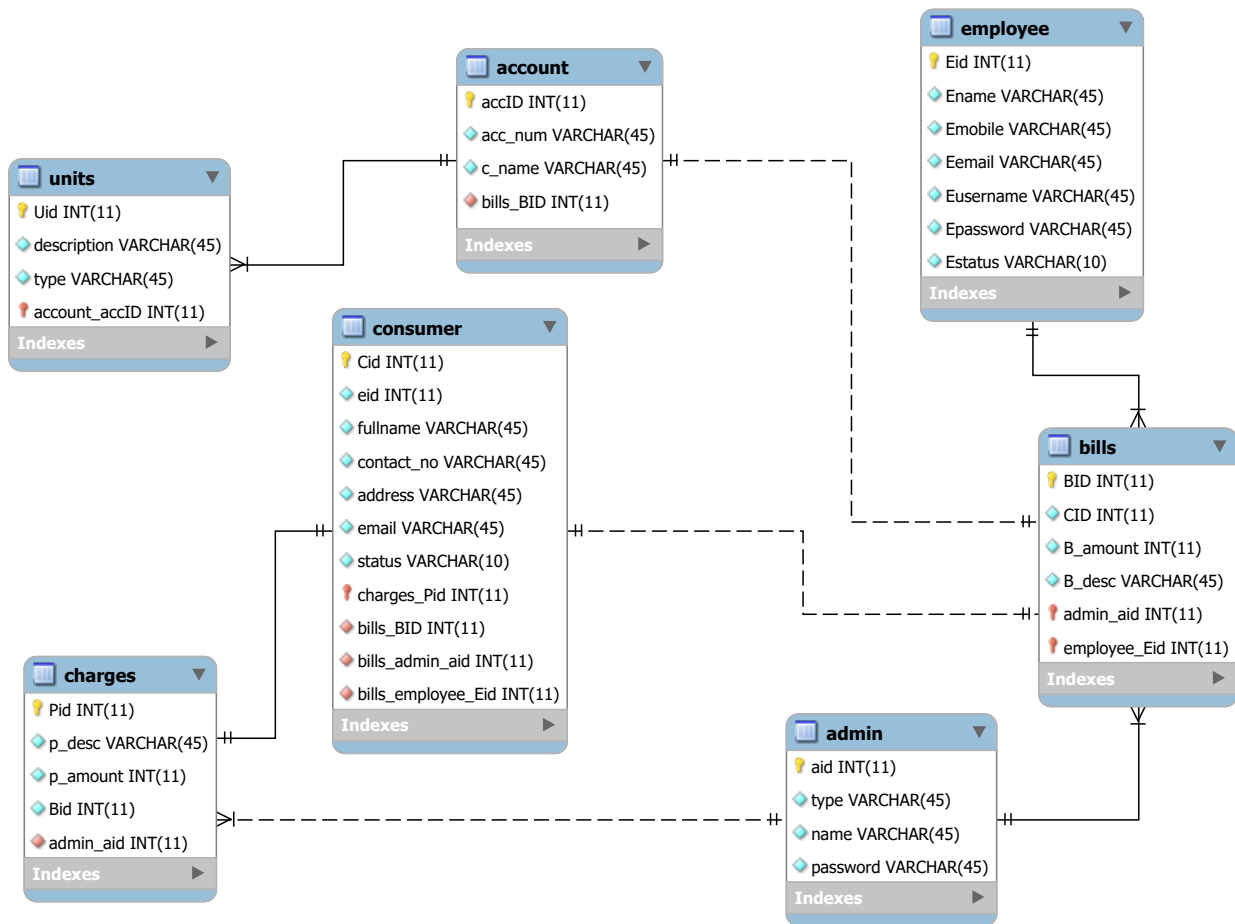 employee
Eid INT(11)
Ename VARCHAR(45)
Emobile VARCHAR(45)
Eemail VARCHAR(45)
Eusername VARCHAR(45)
Epassword VARCHAR(45)
Estatus VARCHAR(10)
Indexes
account
accID INT(11)
acc_num VARCHAR(45)
c_name VARCHAR(45)
bills_BID INT(11)
Indexes
units
Uid INT(11)
description VARCHAR(45)
type VARCHAR(45)
account_accID INT(11)
Indexes
consumer
Cid INT(11)
eid INT(11)
fullname VARCHAR(45)
contact_no VARCHAR(45)
address VARCHAR(45)
email VARCHAR(45)
status VARCHAR(10)
charges_Pid INT(11)
bills_BID INT(11)
bills_admin_aid INT(11)
bills_employee_Eid INT(11)
Indexes
bills
BID INT(11)
CID INT(11)
B_amount INT(11)
B_desc VARCHAR(45)
admin_aid INT(11)
employee_Eid INT(11)
Indexes
charges
Pid INT(11)
p_desc VARCHAR(45)
p_amount INT(11)
Bid INT(11)
admin_aid INT(11)
Indexes
admin
aid INT(11)
type VARCHAR(45)
name VARCHAR(45)
password VARCHAR(45)
Indexes